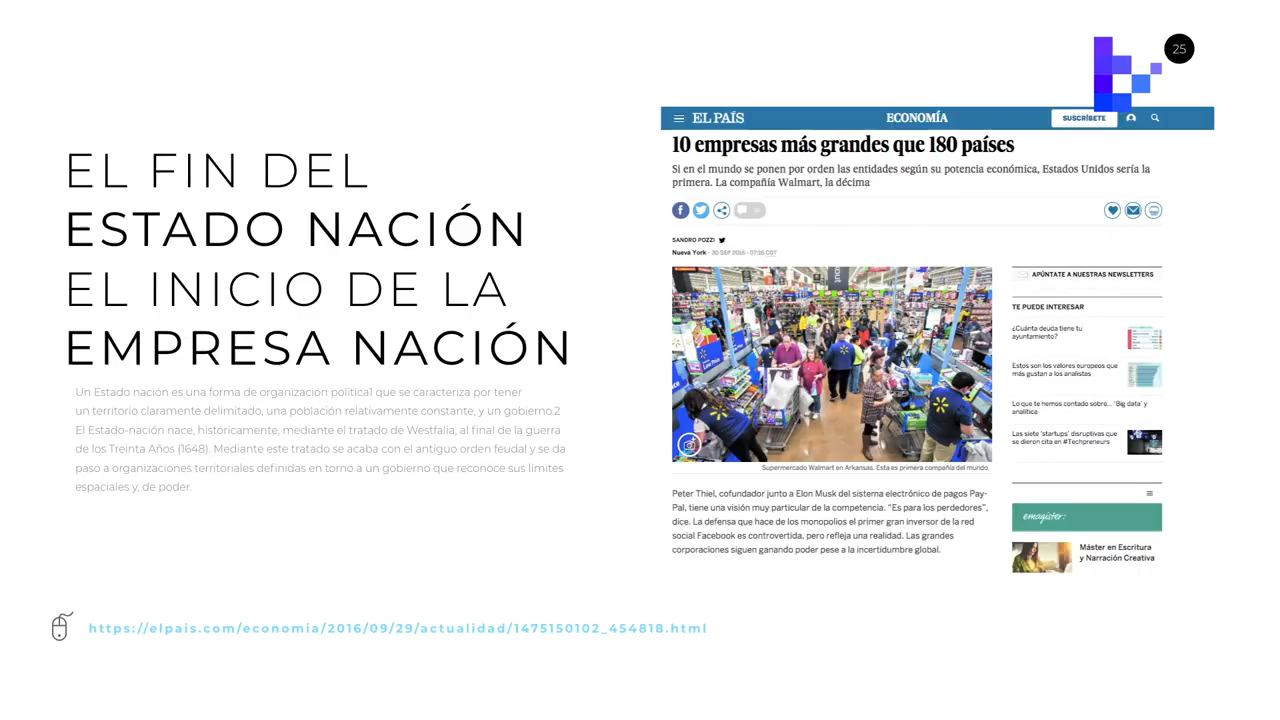 25
EL FIN DEL
ESTADO NACIÓN
EL INICIO DE LA
EMPRESA NACIÓN
Un Estado nación es una forma de organización política1 que se caracteriza por tener
un territorio claramente delimitado, una población relativamente constante, y un gobierno.2
El Estado-nación nace, históricamente, mediante el tratado de Westfalia, al final de la guerra
de los Treinta Años (1648). Mediante este tratado se acaba con el antiguo orden feudal y se da
paso a organizaciones territoriales definidas en torno a un gobierno que reconoce sus límites
espaciales y, de poder.
https://elpais.com/economia/2016/09/29/actualidad/1475150102_454818.html
EL PAÍS
ECONOMÍA
SUSCRÍBETE
10 empresas más grandes que 180 países
Si en el mundo se ponen por orden las entidades según su potencia económica, Estados Unidos sería la
primera. La compañía Walmart, la décima
SANDRO POZZI
Nueva York - 30 SEP 2016 - 07:16 CDT
Supermercado Walmart en Arkansas. Esta es primera compañía del mundo.
Peter Thiel, cofundador junto a Elon Musk del sistema electrónico de pagos Pay-
Pal, tiene una visión muy particular de la competencia. “Es para los perdedores”,
dice. La defensa que hace de los monopolios el primer gran inversor de la red
social Facebook es controvertida, pero refleja una realidad. Las grandes
corporaciones siguen ganando poder pese a la incertidumbre global.
APÚNTATE A NUESTRAS NEWSLETTERS
TE PUEDE INTERESAR
¿Cuánta deuda tiene tu
ayuntamiento?
Estos son los valores europeos que
más gustan a los analistas
Lo que te hemos contado sobre... 'Big data' y
analítica
Las siete 'startups' disruptivas que
se dieron cita en #Techpreneurs
emagister:
Máster en Escritura
y Narración Creativa